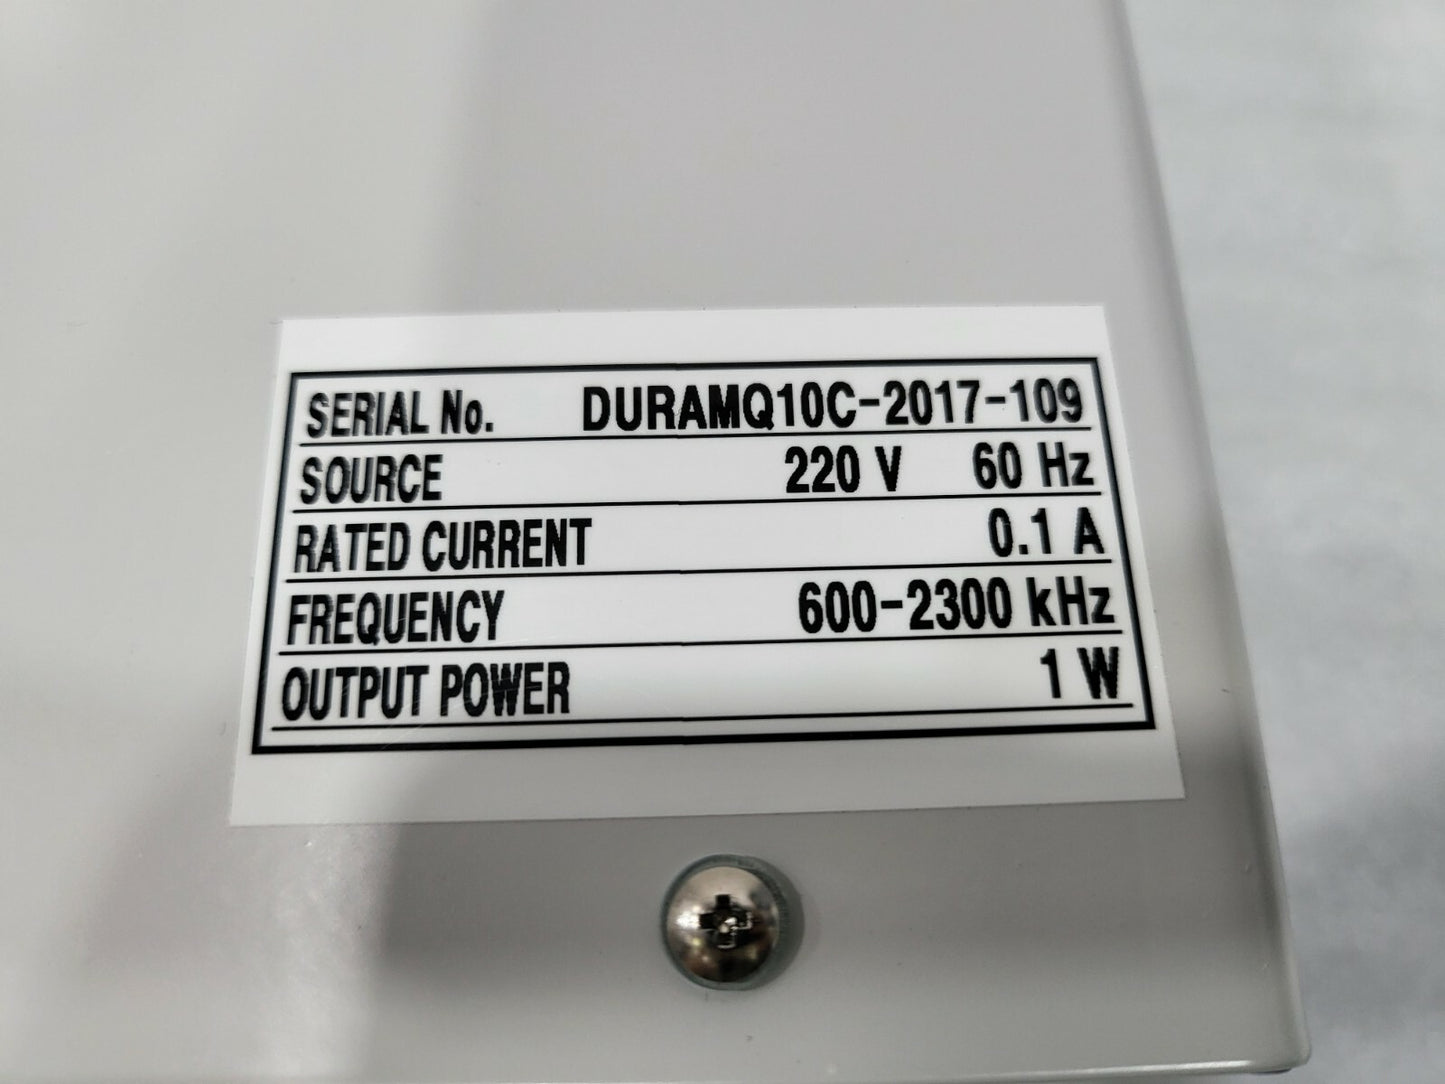 SERIAL No. DURAMQ10C-2017-109
SOURCE 220 V 60 Hz
RATED CURRENT 0.1 A
FREQUENCY 600-2300 kHz
OUTPUT POWER 1 W